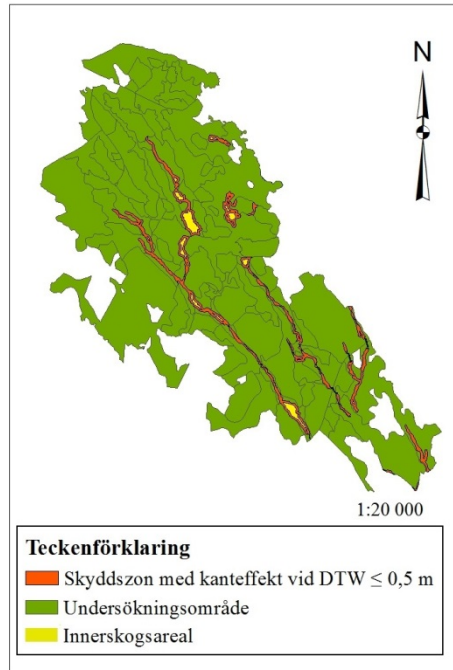 N
1:20 000
Teckenförklaring
Skyddszon med kanteffekt vid DTW ≤ 0,5 m
Undersökningsområde
Innerskogsareal